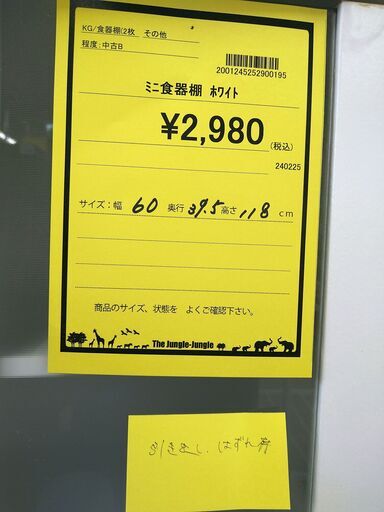 KG/食器棚(2枚 その他
程度:中古B
2001245252900195
ミニ食器棚 ホワイト
¥2,980
(税込)
240225
サイズ:幅 60 奥行 39.5 高さ 118 cm
商品のサイズ、状態を よくご確認下さい。
The Jungle-Jungle
引き出し、はずれ有